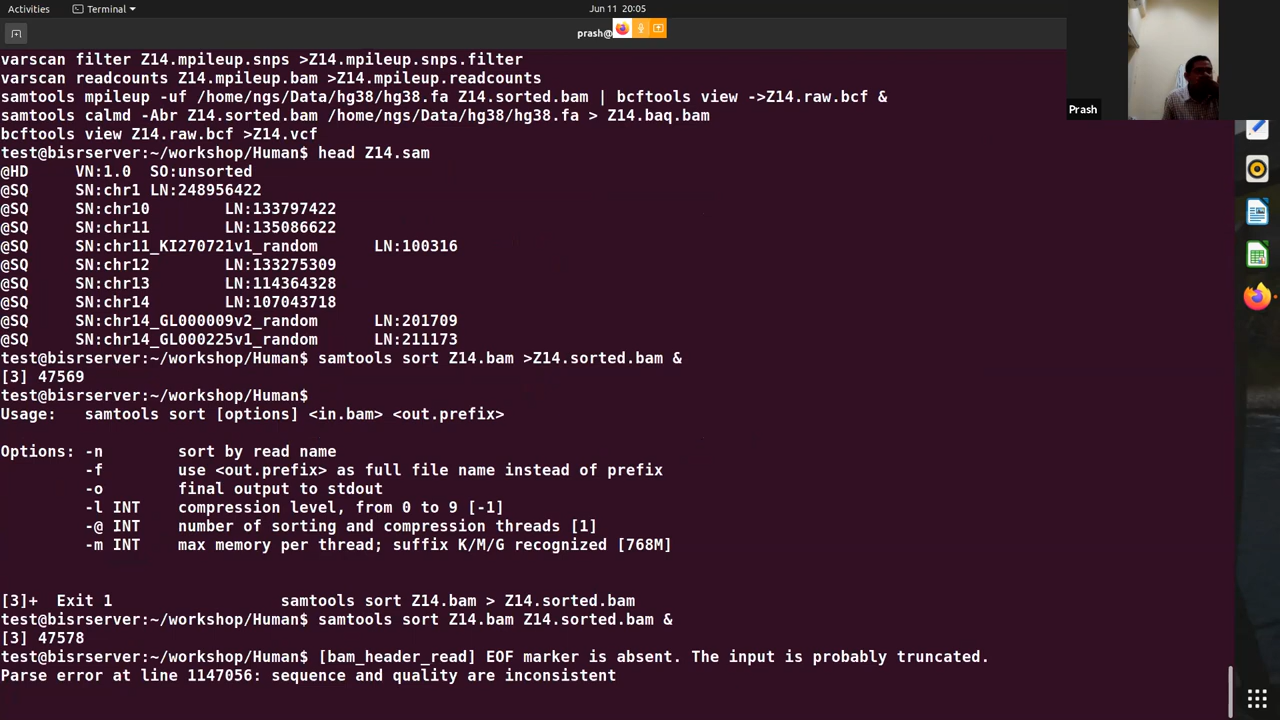 Activities
Terminal
Jun 11 20:05
prash@
varscan filter Z14.mpileup.snps >Z14.mpileup.snps.filter
varscan readcounts Z14.mpileup.bam >Z14.mpileup.readcounts
samtools mpileup -uf /home/ngs/Data/hg38/hg38.fa Z14.sorted.bam | bcftools view ->Z14.raw.bcf &
samtools calmd -Abr Z14.sorted.bam /home/ngs/Data/hg38/hg38.fa > Z14.baq.bam
bcftools view Z14.raw.bcf >Z14.vcf
test@bisrserver:~/workshop/Human$ head Z14.sam
@HD VN:1.0 SO:unsorted
@SQ SN:chr1 LN:248956422
@SQ SN:chr10 LN:133797422
@SQ SN:chr11 LN:135086622
@SQ SN:chr11_KI270721v1_random LN:100316
@SQ SN:chr12 LN:133275309
@SQ SN:chr13 LN:114364328
@SQ SN:chr14 LN:107043718
@SQ SN:chr14_GL000009v2_random LN:201709
@SQ SN:chr14_GL000225v1_random LN:211173
test@bisrserver:~/workshop/Human$ samtools sort Z14.bam >Z14.sorted.bam &
[3] 47569
test@bisrserver:~/workshop/Human$
Usage: samtools sort [options] <in.bam> <out.prefix>
Options: -n sort by read name
-f use <out.prefix> as full file name instead of prefix
-o final output to stdout
-l INT compression level, from 0 to 9 [-1]
-@ INT number of sorting and compression threads [1]
-m INT max memory per thread; suffix K/M/G recognized [768M]
[3]+ Exit 1 samtools sort Z14.bam > Z14.sorted.bam
test@bisrserver:~/workshop/Human$ samtools sort Z14.bam Z14.sorted.bam &
[3] 47578
test@bisrserver:~/workshop/Human$ [bam_header_read] EOF marker is absent. The input is probably truncated.
Parse error at line 1147056: sequence and quality are inconsistent
Prash